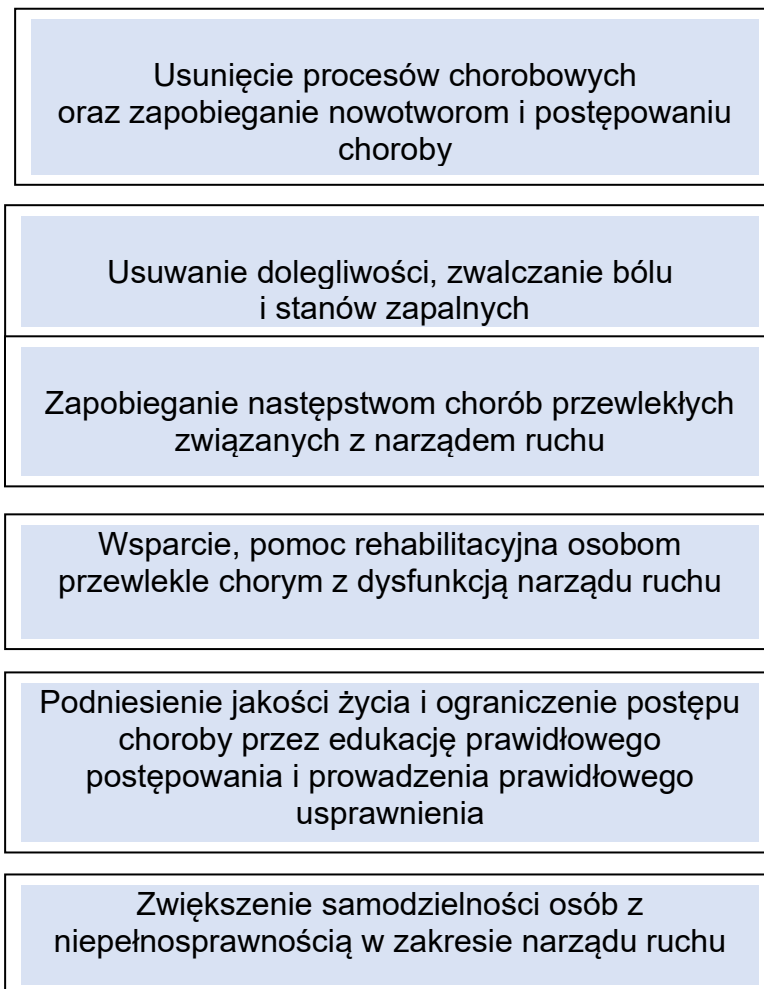 Usunięcie procesów chorobowych
oraz zapobieganie nowotworom i postępowaniu
choroby
Usuwanie dolegliwości, zwalczanie bólu
i stanów zapalnych
Zapobieganie następstwom chorób przewlekłych
związanych z narządem ruchu
Wsparcie, pomoc rehabilitacyjna osobom
przewlekle chorym z dysfunkcją narządu ruchu
Podniesienie jakości życia i ograniczenie postępu
choroby przez edukację prawidłowego
postępowania i prowadzenia prawidłowego
usprawnienia
Zwiększenie samodzielności osób z
niepełnosprawnością w zakresie narządu ruchu